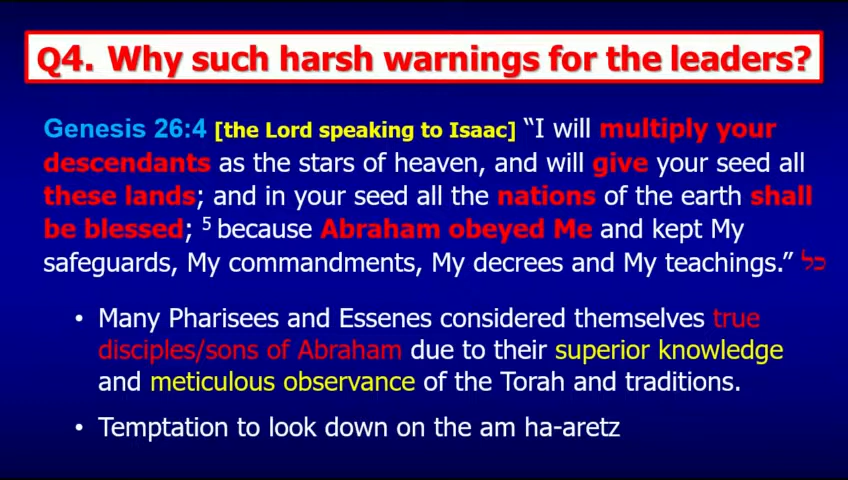 Q4. Why such harsh warnings for the leaders?
Genesis 26:4 [the Lord speaking to Isaac] “I will multiply your
descendants as the stars of heaven, and will give your seed all
these lands; and in your seed all the nations of the earth shall
be blessed; 5 because Abraham obeyed Me and kept My
safeguards, My commandments, My decrees and My teachings.” כל
• Many Pharisees and Essenes considered themselves true
disciples/sons of Abraham due to their superior knowledge
and meticulous observance of the Torah and traditions.
• Temptation to look down on the am ha-aretz